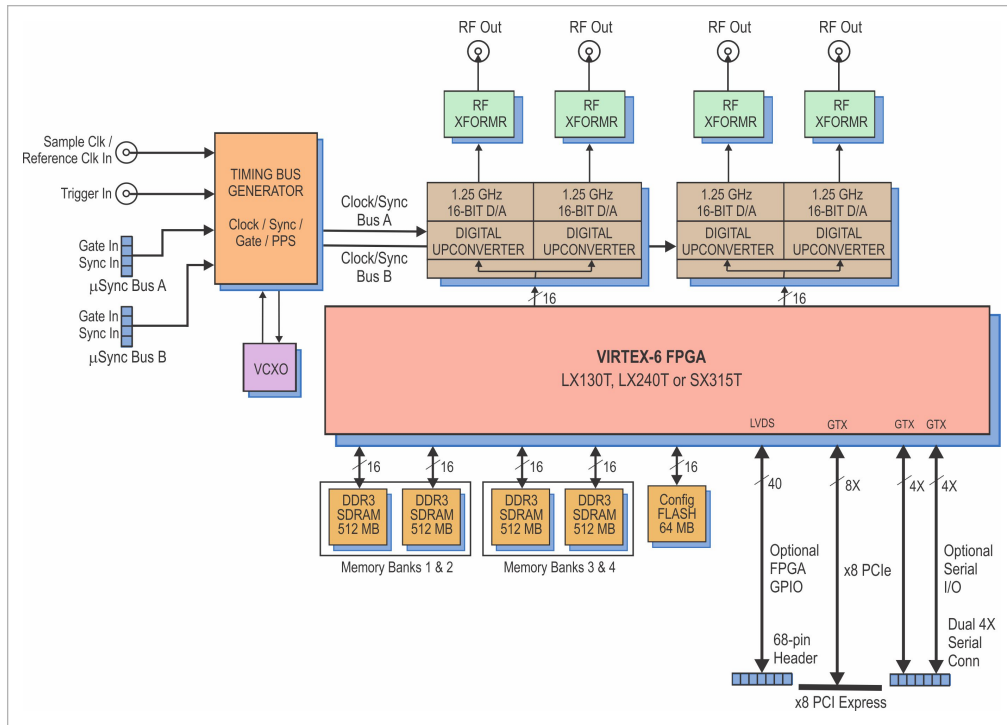 RF Out
RF Out
RF Out
RF Out
RF
XFORMR
RF
XFORMR
RF
XFORMR
RF
XFORMR
Sample Clk /
Reference Clk In
Trigger In
Gate In
Sync In
μSync Bus A
Gate In
Sync In
μSync Bus B
TIMING BUS
GENERATOR
Clock / Sync /
Gate / PPS
VCXO
Clock/Sync
Bus A
Clock/Sync
Bus B
1.25 GHz
16-BIT D/A
1.25 GHz
16-BIT D/A
DIGITAL
UPCONVERTER
DIGITAL
UPCONVERTER
1.25 GHz
16-BIT D/A
1.25 GHz
16-BIT D/A
DIGITAL
UPCONVERTER
DIGITAL
UPCONVERTER
16
16
VIRTEX-6 FPGA
LX130T, LX240T or SX315T
LVDS
GTX
GTX
GTX
16
16
16
16
16
40
8X
4X
4X
DDR3
SDRAM
512 MB
DDR3
SDRAM
512 MB
DDR3
SDRAM
512 MB
DDR3
SDRAM
512 MB
Config
FLASH
64 MB
Memory Banks 1 & 2
Memory Banks 3 & 4
Optional
FPGA
GPIO
x8 PCIe
Optional
Serial
I/O
68-pin
Header
Dual 4X
Serial
Conn
x8 PCI Express